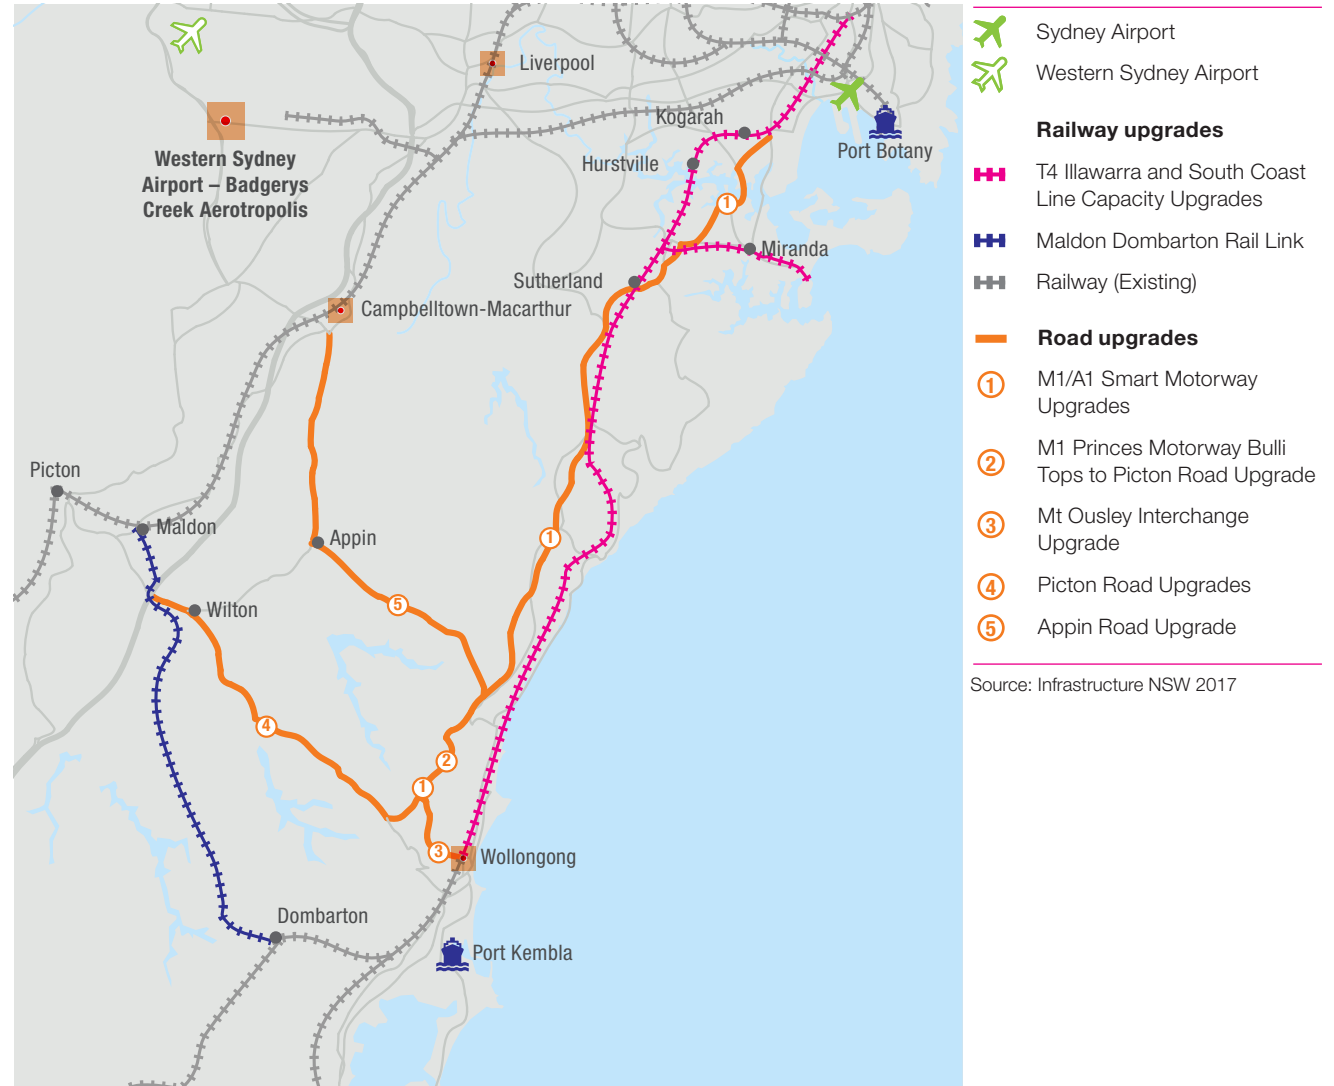 Liverpool
Western Sydney
Airport – Badgerys
Creek Aerotropolis
Kogarah
Port Botany
Hurstville
1
Miranda
Sutherland
Campbelltown-Macarthur
Picton
Maldon
Appin
1
Wilton
5
4
2
1
3
Wollongong
Dombarton
Port Kembla
Sydney Airport
Western Sydney Airport
Railway upgrades
T4 Illawarra and South Coast
Line Capacity Upgrades
Maldon Dombarton Rail Link
Railway (Existing)
Road upgrades
1 M1/A1 Smart Motorway
Upgrades
2 M1 Princes Motorway Bulli
Tops to Picton Road Upgrade
3 Mt Ousley Interchange
Upgrade
4 Picton Road Upgrades
5 Appin Road Upgrade
Source: Infrastructure NSW 2017